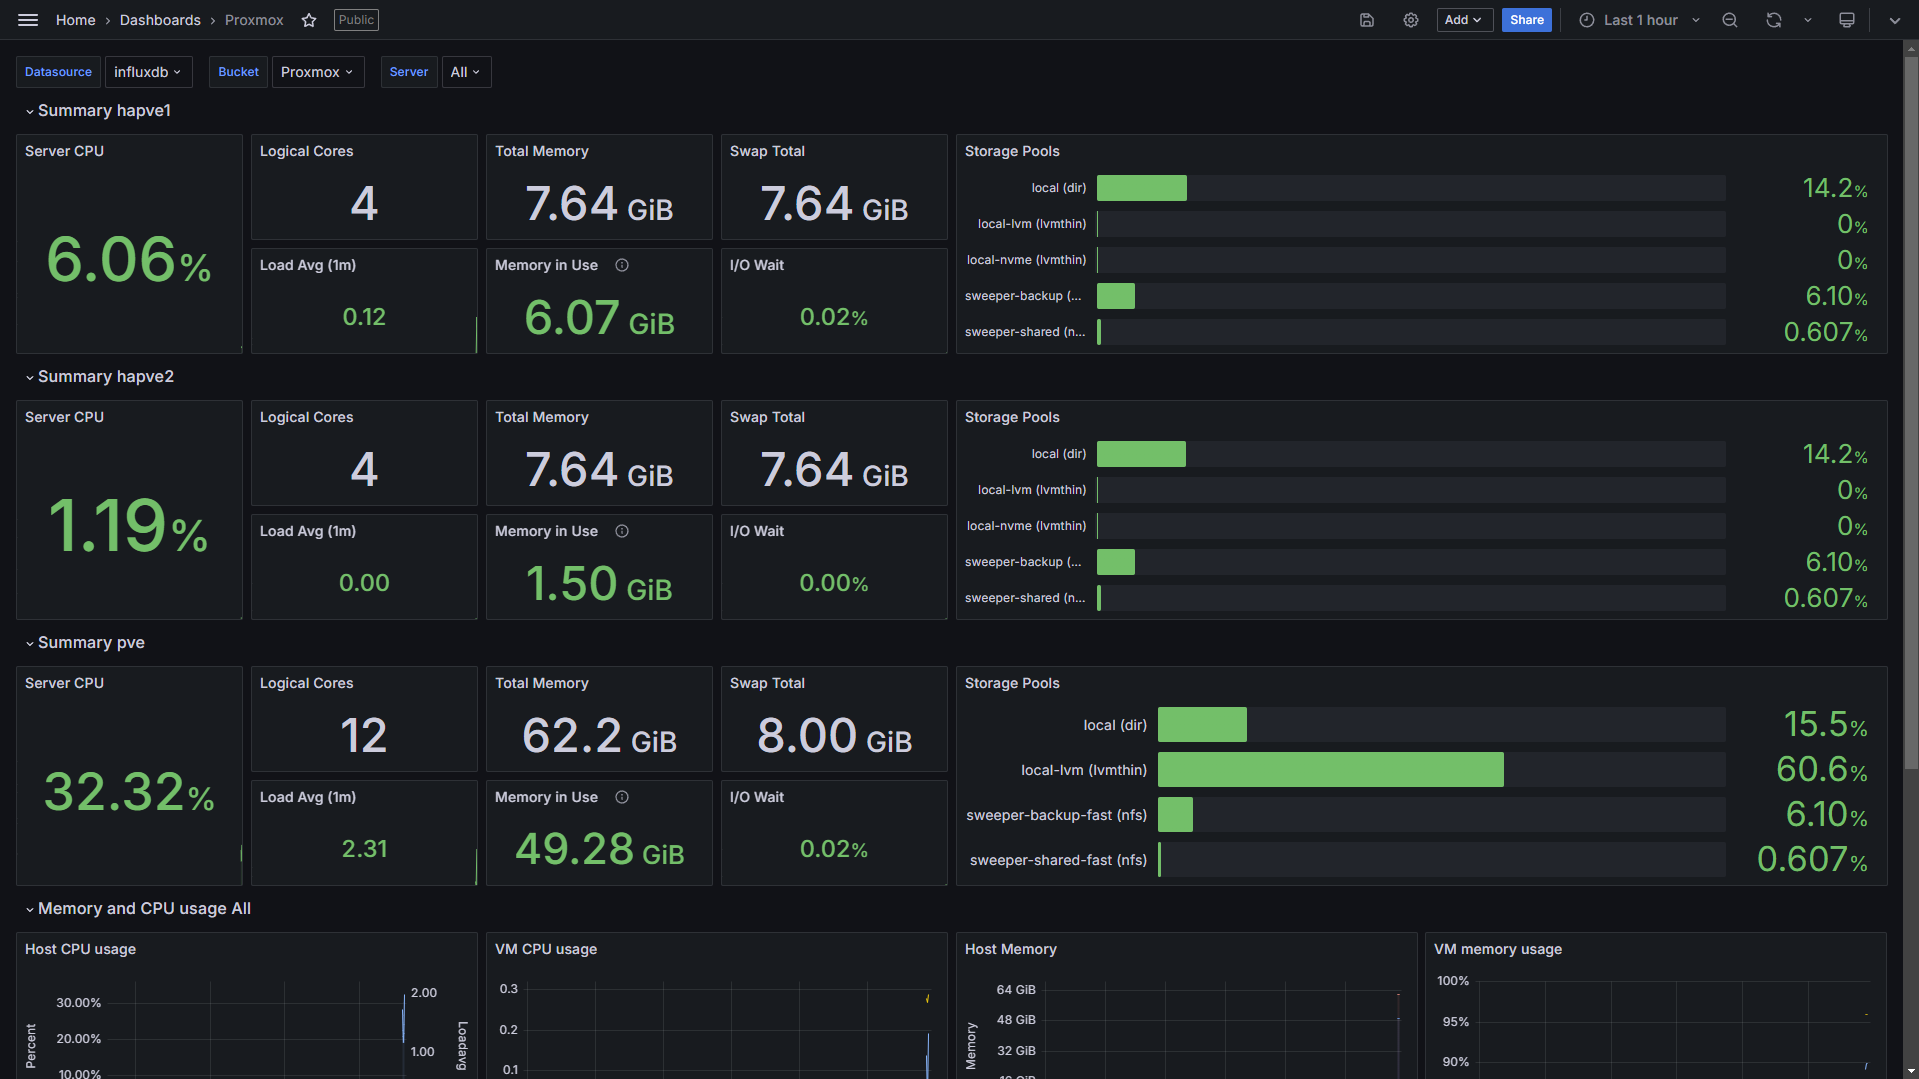 Home › Dashboards › Proxmox Public Add Share Last 1 hour
Datasource influxdb Bucket Proxmox Server All
Summary hapve1
Server CPU
6.06%
Logical Cores
4
Total Memory
7.64 GiB
Swap Total
7.64 GiB
Load Avg (1m)
0.12
Memory in Use
6.07 GiB
I/O Wait
0.02%
Storage Pools
local (dir) 14.2%
local-lvm (lvmthin) 0%
local-nvme (lvmthin) 0%
sweeper-backup (... 6.10%
sweeper-shared (n... 0.607%
Summary hapve2
Server CPU
1.19%
Logical Cores
4
Total Memory
7.64 GiB
Swap Total
7.64 GiB
Load Avg (1m)
0.00
Memory in Use
1.50 GiB
I/O Wait
0.00%
Storage Pools
local (dir) 14.2%
local-lvm (lvmthin) 0%
local-nvme (lvmthin) 0%
sweeper-backup (... 6.10%
sweeper-shared (n... 0.607%
Summary pve
Server CPU
32.32%
Logical Cores
12
Total Memory
62.2 GiB
Swap Total
8.00 GiB
Load Avg (1m)
2.31
Memory in Use
49.28 GiB
I/O Wait
0.02%
Storage Pools
local (dir) 15.5%
local-lvm (lvmthin) 60.6%
sweeper-backup-fast (nfs) 6.10%
sweeper-shared-fast (nfs) 0.607%
Memory and CPU usage All
Host CPU usage
30.00%
20.00%
10.00%
Percent
2.00
1.00
Loadavg
VM CPU usage
0.3
0.2
0.1
Host Memory
64 GiB
48 GiB
32 GiB
16 GiB
Memory
VM memory usage
100%
95%
90%